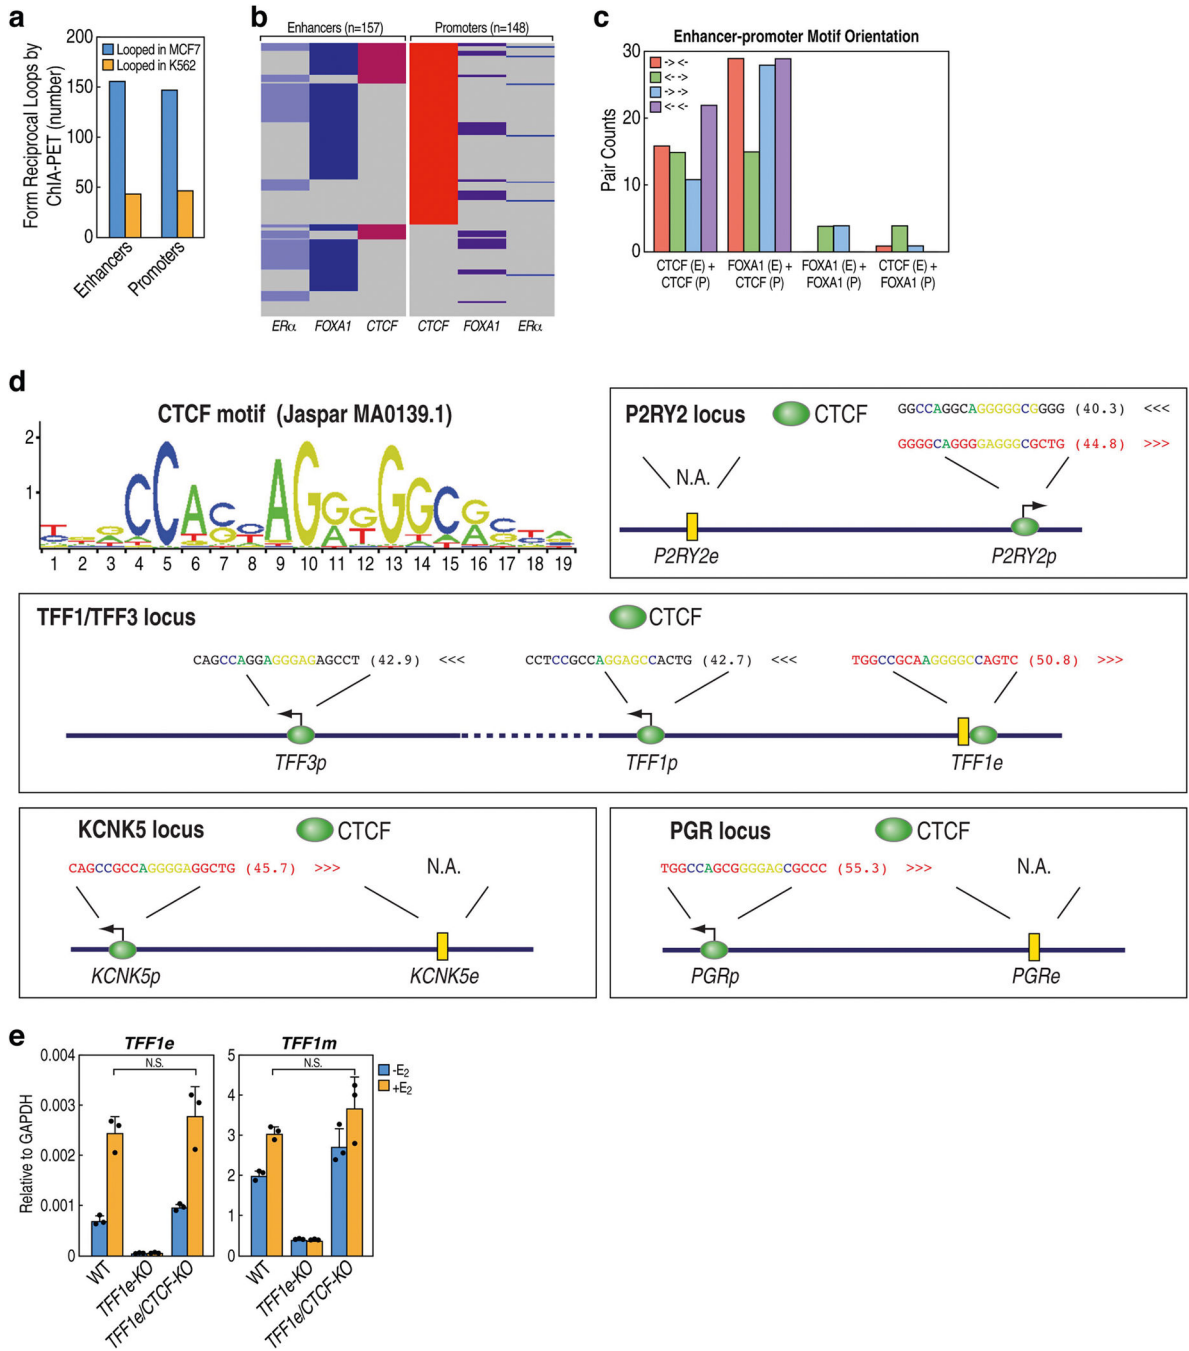 a
Form Reciprocal Loops by
ChIA-PET (number)
200
150
100
50
0
Looped in MCF7
Looped in K562
Enhancers
Promoters
b
Enhancers (n=157)
Promoters (n=148)
ERα
FOXA1
CTCF
CTCF
FOXA1
ERα
c
Enhancer-promoter Motif Orientation
Pair Counts
30
20
10
0
-> <-
<- ->
-> ->
<- <-
CTCF (E) +
CTCF (P)
FOXA1 (E) +
CTCF (P)
FOXA1 (E) +
FOXA1 (P)
CTCF (E) +
FOXA1 (P)
d
CTCF motif (Jaspar MA0139.1)
2
1
1 2 3 4 5 6 7 8 9 10 11 12 13 14 15 16 17 18 19
P2RY2 locus
CTCF
GGCCAGGCAGGGGGCGGGG (40.3) <<<
GGGGCAGGGGAGGGCGCTG (44.8) >>>
N.A.
P2RY2e
P2RY2p
TFF1/TFF3 locus
CTCF
CAGCCAGGAGGGAGAGCCT (42.9) <<<
CCTCCGCCAGGAGCCACTG (42.7) <<<
TGGCCGCAAGGGGCCAGTC (50.8) >>>
TFF3p
TFF1p
TFF1e
KCNK5 locus
CTCF
CAGCCGCCAGGGGAGGCTG (45.7) >>>
N.A.
KCNK5p
KCNK5e
PGR locus
CTCF
TGGCCAGCGGGGAGCGCCC (55.3) >>>
N.A.
PGRp
PGRe
e
TFF1e
Relative to GAPDH
0.004
0.003
0.002
0.001
0
N.S.
WT
TFF1e-KO
TFF1e/CTCF-KO
TFF1m
5
4
3
2
1
0
N.S.
WT
TFF1e-KO
TFF1e/CTCF-KO
-E2
+E2